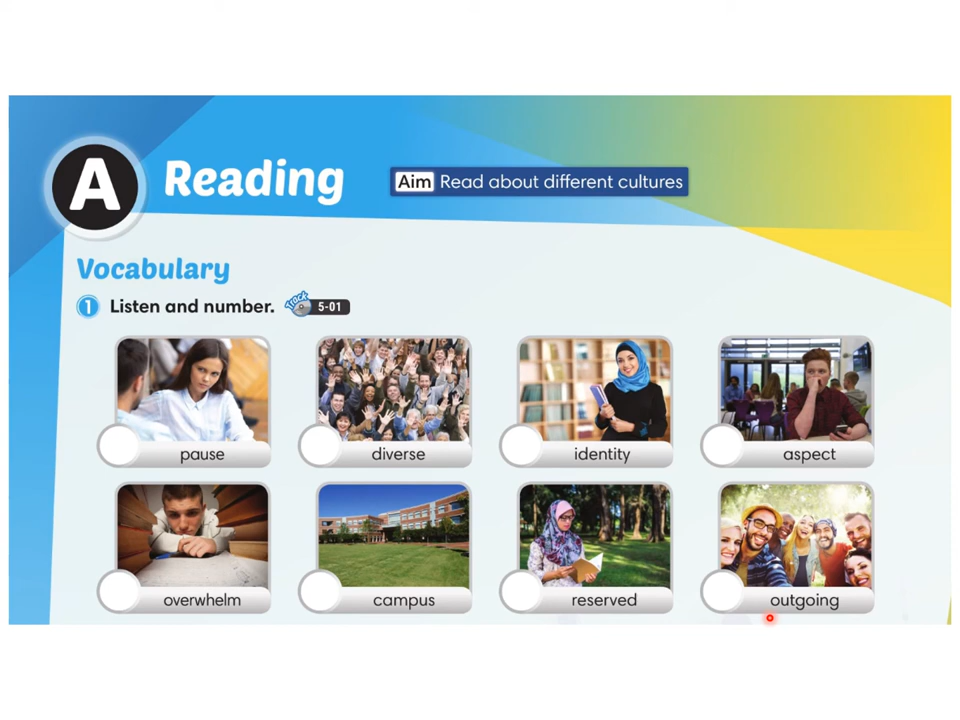 A Reading Aim Read about different cultures
Vocabulary
1 Listen and number. Track 5-01
pause diverse identity aspect
overwhelm campus reserved outgoing